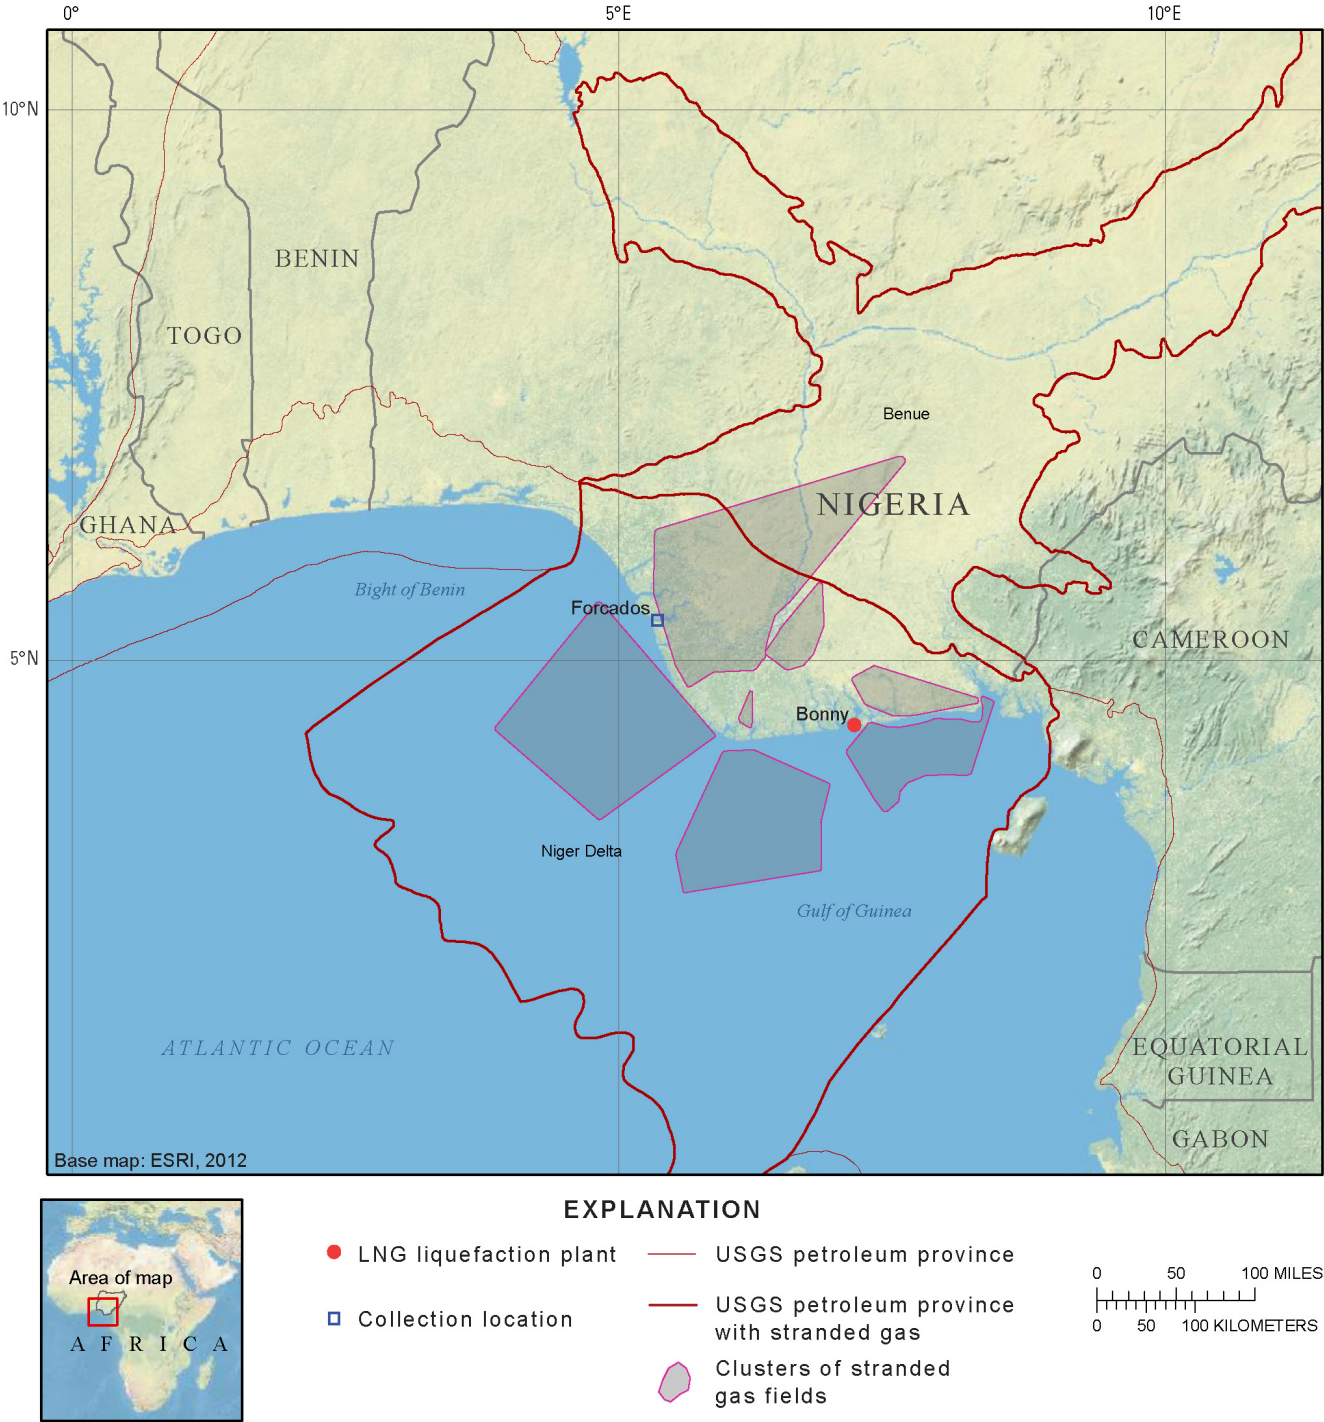 0° 5°E 10°E
10°N
BENIN
TOGO
Benue
NIGERIA
GHANA
Bight of Benin
Forcados
CAMEROON
5°N
Bonny
Niger Delta
Gulf of Guinea
ATLANTIC OCEAN
EQUATORIAL
GUINEA
GABON
Base map: ESRI, 2012
Area of map
AFRICA
EXPLANATION
LNG liquefaction plant
Collection location
USGS petroleum province
USGS petroleum province
with stranded gas
Clusters of stranded
gas fields
0 50 100 MILES
0 50 100 KILOMETERS